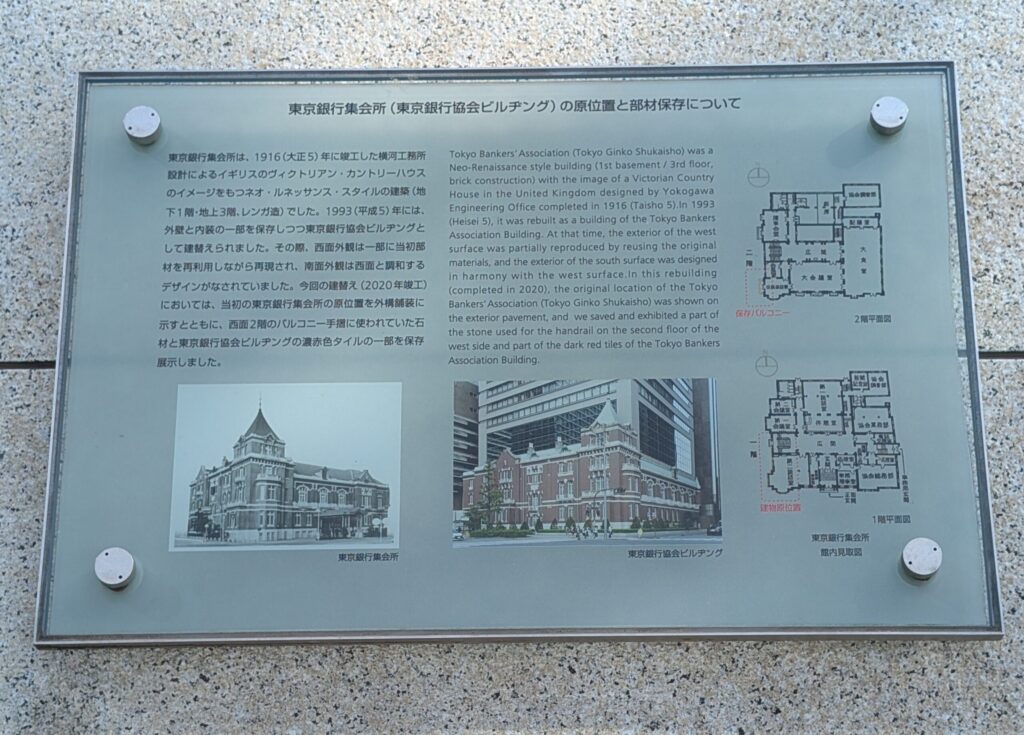 東京銀行集会所（東京銀行協会ビルヂング）の原位置と部材保存について
東京銀行集会所は、1916（大正5）年に竣工した横河工務所
設計によるイギリスのヴィクトリアン・カントリーハウス
のイメージをもつネオ・ルネッサンス・スタイルの建築（地
下1階・地上3階、レンガ造）でした。1993（平成5）年には、
外壁と内装の一部を保存しつつ東京銀行協会ビルヂングと
して建替えられました。その際、西面外観は一部に当初部
材を再利用しながら再現され、南面外観は西面と調和する
デザインがなされていました。今回の建替え（2020年竣工）
においては、当初の東京銀行集会所の原位置を外構舗装に
示すとともに、西面2階のバルコニー手摺に使われていた石
材と東京銀行協会ビルヂングの濃赤色タイルの一部を保存
展示しました。
Tokyo Bankers' Association (Tokyo Ginko Shukaisho) was a
Neo-Renaissance style building (1st basement / 3rd floor,
brick construction) with the image of a Victorian Country
House in the United Kingdom designed by Yokogawa
Engineering Office completed in 1916 (Taisho 5).In 1993
(Heisei 5), it was rebuilt as a building of the Tokyo Bankers
Association Building. At that time, the exterior of the west
surface was partially reproduced by reusing the original
materials, and the exterior of the south surface was designed
in harmony with the west surface.In this rebuilding
(completed in 2020), the original location of the Tokyo
Bankers' Association (Tokyo Ginko Shukaisho) was shown on
the exterior pavement, and we saved and exhibited a part of
the stone used for the handrail on the second floor of the
west side and part of the dark red tiles of the Tokyo Bankers
Association Building.
東京銀行集会所
東京銀行協会ビルヂング
二階
広間
大会議室
大食堂
配膳室
保存バルコニー
2階平面図
一階
広間
建物原位置
1階平面図
東京銀行集会所
館内見取図